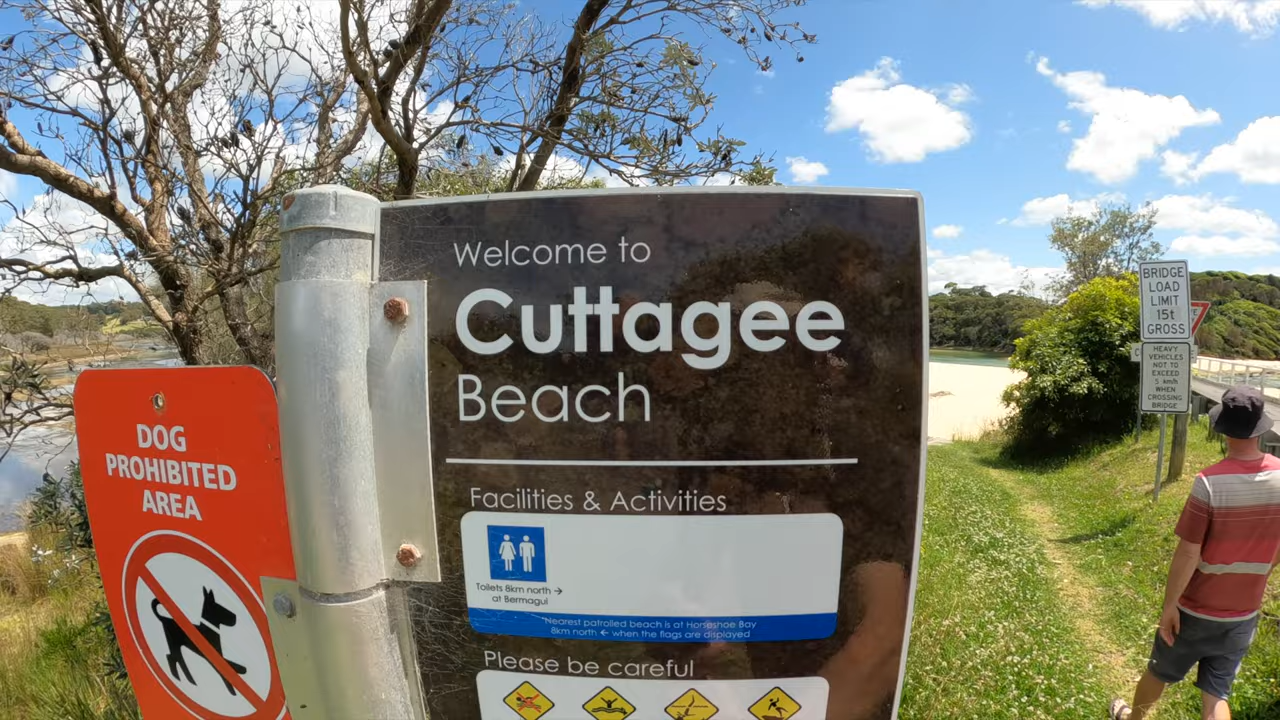 DOG
PROHIBITED
AREA
Welcome to
Cuttagee
Beach
Facilities & Activities
Toilets 8km north →
at Bermagui
*Nearest patrolled beach is at Horseshoe Bay
8km north ← when the flags are displayed
Please be careful
BRIDGE
LOAD
LIMIT
15t
GROSS
HEAVY
VEHICLES
NOT TO
EXCEED
5 km/h
WHEN
CROSSING
BRIDGE